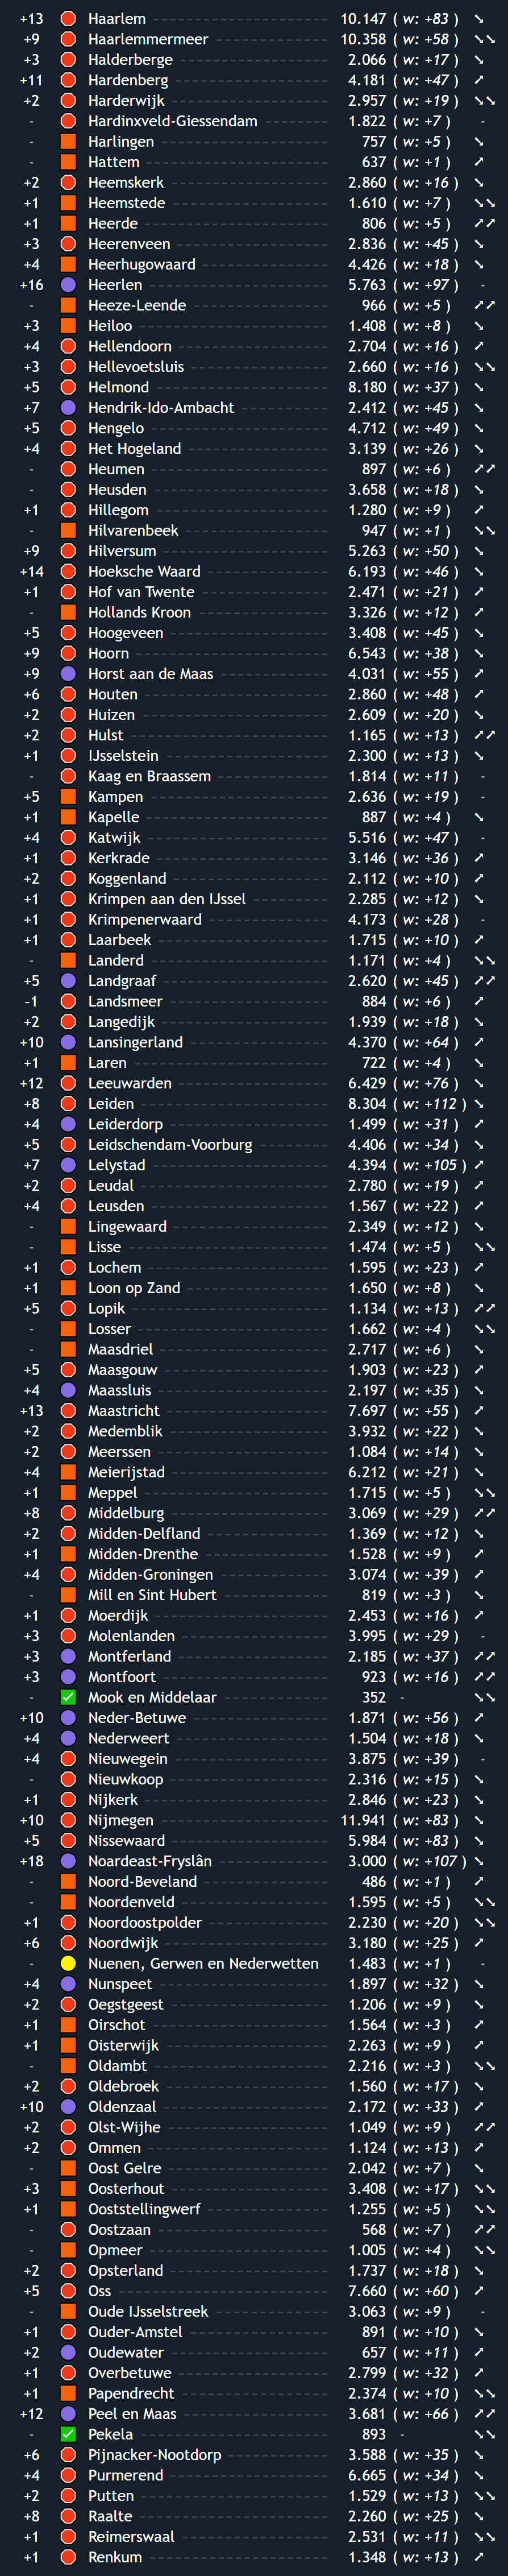 +13 Haarlem 10.147 ( w: +83 ) ➘
+9 Haarlemmermeer 10.358 ( w: +58 ) ➘➘
+3 Halderberge 2.066 ( w: +17 ) ➘
+11 Hardenberg 4.181 ( w: +47 ) ➚
+2 Harderwijk 2.957 ( w: +19 ) ➘➘
- Hardinxveld-Giessendam 1.822 ( w: +7 ) -
- Harlingen 757 ( w: +5 ) ➘
- Hattem 637 ( w: +1 ) ➚
+2 Heemskerk 2.860 ( w: +16 ) ➘
+1 Heemstede 1.610 ( w: +7 ) ➘➘
+1 Heerde 806 ( w: +5 ) ➚➚
+3 Heerenveen 2.836 ( w: +45 ) ➘
+4 Heerhugowaard 4.426 ( w: +18 ) ➘
+16 Heerlen 5.763 ( w: +97 ) -
- Heeze-Leende 966 ( w: +5 ) ➚➚
+3 Heiloo 1.408 ( w: +8 ) ➘
+4 Hellendoorn 2.704 ( w: +16 ) ➚
+3 Hellevoetsluis 2.660 ( w: +16 ) ➘➘
+5 Helmond 8.180 ( w: +37 ) ➘
+7 Hendrik-Ido-Ambacht 2.412 ( w: +45 ) ➘
+5 Hengelo 4.712 ( w: +49 ) ➘
+4 Het Hogeland 3.139 ( w: +26 ) ➘
- Heumen 897 ( w: +6 ) ➚➚
- Heusden 3.658 ( w: +18 ) ➘
+1 Hillegom 1.280 ( w: +9 ) ➚
- Hilvarenbeek 947 ( w: +1 ) ➘➘
+9 Hilversum 5.263 ( w: +50 ) ➘
+14 Hoeksche Waard 6.193 ( w: +46 ) ➘
+1 Hof van Twente 2.471 ( w: +21 ) ➚
- Hollands Kroon 3.326 ( w: +12 ) ➚
+5 Hoogeveen 3.408 ( w: +45 ) ➘
+9 Hoorn 6.543 ( w: +38 ) ➘
+9 Horst aan de Maas 4.031 ( w: +55 ) ➚
+6 Houten 2.860 ( w: +48 ) ➚
+2 Huizen 2.609 ( w: +20 ) ➘
+2 Hulst 1.165 ( w: +13 ) ➚➚
+1 IJsselstein 2.300 ( w: +13 ) ➘
- Kaag en Braassem 1.814 ( w: +11 ) -
+5 Kampen 2.636 ( w: +19 ) -
+1 Kapelle 887 ( w: +4 ) ➘
+4 Katwijk 5.516 ( w: +47 ) -
+1 Kerkrade 3.146 ( w: +36 ) ➚
+2 Koggenland 2.112 ( w: +10 ) ➚
+1 Krimpen aan den IJssel 2.285 ( w: +12 ) ➘
+1 Krimpenerwaard 4.173 ( w: +28 ) -
+1 Laarbeek 1.715 ( w: +10 ) ➚
- Landerd 1.171 ( w: +4 ) ➘➘
+5 Landgraaf 2.620 ( w: +45 ) ➚➚
-1 Landsmeer 884 ( w: +6 ) ➚
+2 Langedijk 1.939 ( w: +18 ) ➘
+10 Lansingerland 4.370 ( w: +64 ) ➚
+1 Laren 722 ( w: +4 ) ➘
+12 Leeuwarden 6.429 ( w: +76 ) ➘
+8 Leiden 8.304 ( w: +112 ) ➘
+4 Leiderdorp 1.499 ( w: +31 ) ➚
+5 Leidschendam-Voorburg 4.406 ( w: +34 ) ➘
+7 Lelystad 4.394 ( w: +105 ) ➚
+2 Leudal 2.780 ( w: +19 ) ➚
+4 Leusden 1.567 ( w: +22 ) ➚
- Lingewaard 2.349 ( w: +12 ) ➘
- Lisse 1.474 ( w: +5 ) ➘➘
+1 Lochem 1.595 ( w: +23 ) ➚
+1 Loon op Zand 1.650 ( w: +8 ) ➘
+5 Lopik 1.134 ( w: +13 ) ➚➚
- Losser 1.662 ( w: +4 ) ➘➘
- Maasdriel 2.717 ( w: +6 ) ➘
+5 Maasgouw 1.903 ( w: +23 ) ➚
+4 Maassluis 2.197 ( w: +35 ) ➘
+13 Maastricht 7.697 ( w: +55 ) ➚
+2 Medemblik 3.932 ( w: +22 ) ➘
+2 Meerssen 1.084 ( w: +14 ) ➘
+4 Meierijstad 6.212 ( w: +21 ) ➘
+1 Meppel 1.715 ( w: +5 ) ➘➘
+8 Middelburg 3.069 ( w: +29 ) ➚➚
+2 Midden-Delfland 1.369 ( w: +12 ) ➘
+1 Midden-Drenthe 1.528 ( w: +9 ) ➚
+4 Midden-Groningen 3.074 ( w: +39 ) ➚
- Mill en Sint Hubert 819 ( w: +3 ) ➘
+1 Moerdijk 2.453 ( w: +16 ) ➚
+3 Molenlanden 3.995 ( w: +29 ) -
+3 Montferland 2.185 ( w: +37 ) ➚➚
+3 Montfoort 923 ( w: +16 ) ➚➚
- Mook en Middelaar 352 - ➘➘
+10 Neder-Betuwe 1.871 ( w: +56 ) ➚
+4 Nederweert 1.504 ( w: +18 ) ➘
+4 Nieuwegein 3.875 ( w: +39 ) -
- Nieuwkoop 2.316 ( w: +15 ) ➘
+1 Nijkerk 2.846 ( w: +23 ) ➘
+10 Nijmegen 11.941 ( w: +83 ) ➘
+5 Nissewaard 5.984 ( w: +83 ) ➘
+18 Noardeast-Fryslân 3.000 ( w: +107 ) ➘
- Noord-Beveland 486 ( w: +1 ) ➚
- Noordenveld 1.595 ( w: +5 ) ➘➘
+1 Noordoostpolder 2.230 ( w: +20 ) ➘➘
+6 Noordwijk 3.180 ( w: +25 ) ➚
- Nuenen, Gerwen en Nederwetten 1.483 ( w: +1 ) -
+4 Nunspeet 1.897 ( w: +32 ) ➘
+2 Oegstgeest 1.206 ( w: +9 ) ➘
+1 Oirschot 1.564 ( w: +3 ) ➚
+1 Oisterwijk 2.263 ( w: +9 ) ➚
- Oldambt 2.216 ( w: +3 ) ➘➘
+2 Oldebroek 1.560 ( w: +17 ) ➘
+10 Oldenzaal 2.172 ( w: +33 ) ➚
+2 Olst-Wijhe 1.049 ( w: +9 ) ➚➚
+2 Ommen 1.124 ( w: +13 ) ➚
- Oost Gelre 2.042 ( w: +7 ) ➘
+3 Oosterhout 3.408 ( w: +17 ) ➘➘
+1 Ooststellingwerf 1.255 ( w: +5 ) ➘➘
- Oostzaan 568 ( w: +7 ) ➚➚
- Opmeer 1.005 ( w: +4 ) ➘➘
+2 Opsterland 1.737 ( w: +18 ) ➘
+5 Oss 7.660 ( w: +60 ) ➚
- Oude IJsselstreek 3.063 ( w: +9 ) -
+1 Ouder-Amstel 891 ( w: +10 ) ➘
+2 Oudewater 657 ( w: +11 ) ➚
+1 Overbetuwe 2.799 ( w: +32 ) ➚
+1 Papendrecht 2.374 ( w: +10 ) ➘➘
+12 Peel en Maas 3.681 ( w: +66 ) ➚➚
- Pekela 893 - ➘➘
+6 Pijnacker-Nootdorp 3.588 ( w: +35 ) ➘
+4 Purmerend 6.665 ( w: +34 ) ➘
+2 Putten 1.529 ( w: +13 ) ➘➘
+8 Raalte 2.260 ( w: +25 ) ➘
+1 Reimerswaal 2.531 ( w: +11 ) ➘➘
+1 Renkum 1.348 ( w: +13 ) ➚